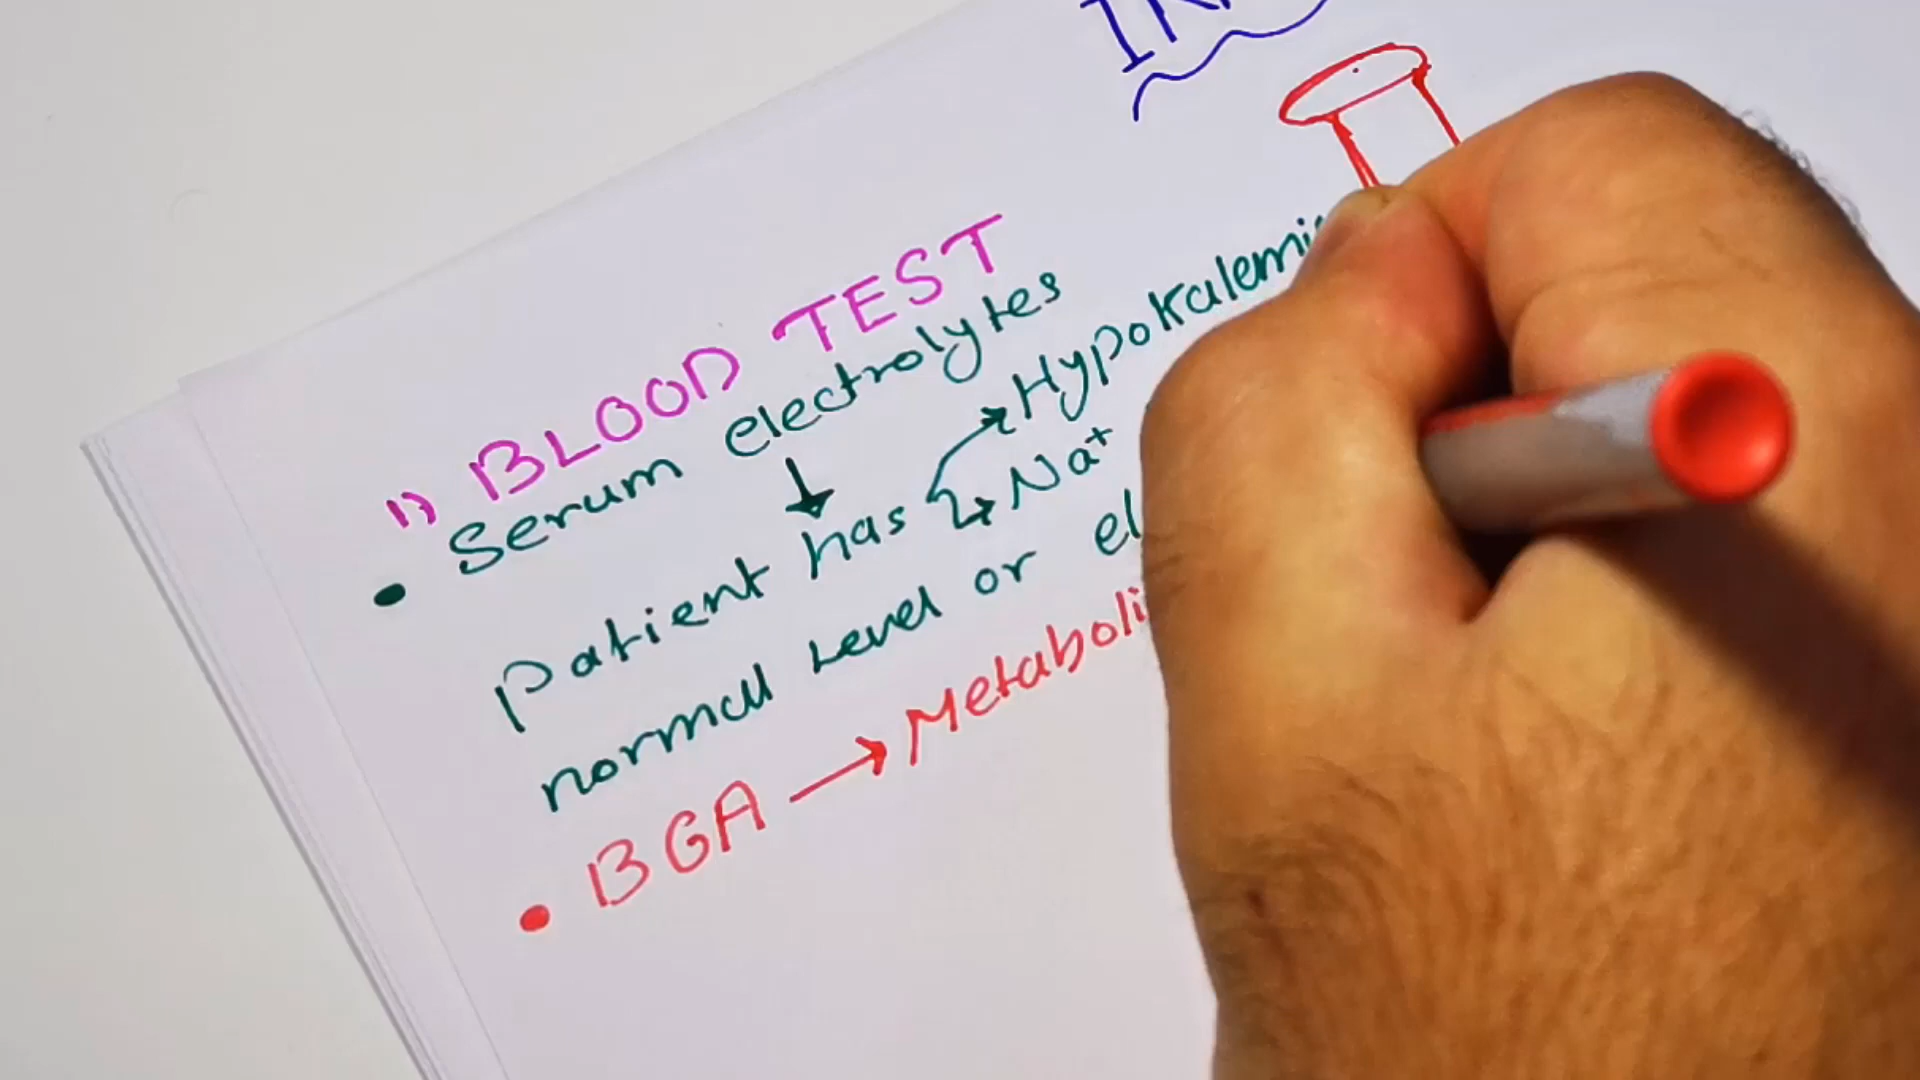 1) BLOOD TEST
• Serum electrolytes
↓
Patient has → Hypokalemi
→ Na⁺
normal Level or el
• BGA → Metaboli